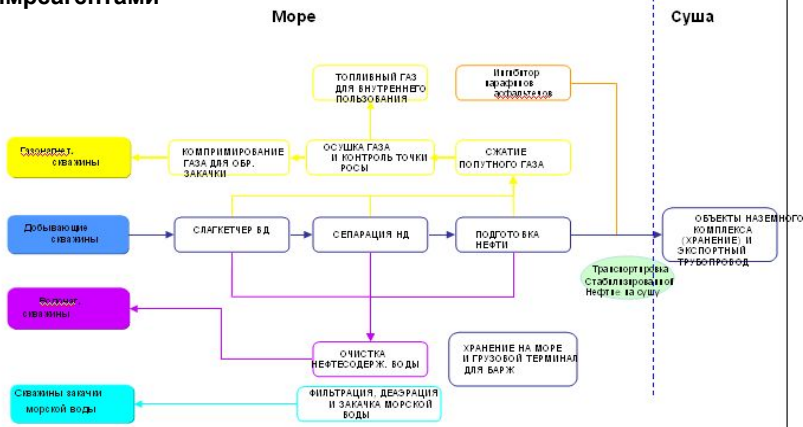 Море
Суша
ТОПЛИВНЫЙ ГАЗ
ДЛЯ ВНУТРЕННЕГО
ПОЛЬЗОВАНИЯ
Ингибитор
парафинов
асфальтенов
Газонагнет.
скважины
КОМПРИМИРОВАНИЕ
ГАЗА ДЛЯ ОБР.
ЗАКАЧКИ
ОСУШКА ГАЗА
И КОНТРОЛЬ ТОЧКИ
РОСЫ
СЖАТИЕ
ПОПУТНОГО ГАЗА
Добывающие
скважины
СЛАГКЕТЧЕР ВД
СЕПАРАЦИЯ НД
ПОДГОТОВКА
НЕФТИ
ОБЪЕКТЫ НАЗЕМНОГО
КОМПЛЕКСА
(ХРАНЕНИЕ) И
ЭКСПОРТНЫЙ
ТРУБОПРОВОД
Транспортировка
Стабилизированной
Нефти на сушу
скважины
ОЧИСТКА
НЕФТЕСОДЕРЖ. ВОДЫ
ХРАНЕНИЕ НА МОРЕ
И ГРУЗОВОЙ ТЕРМИНАЛ
ДЛЯ БАРЖ
Скважины закачки
морской воды
ФИЛЬТРАЦИЯ, ДЕАЭРАЦИЯ
И ЗАКАЧКА МОРСКОЙ
ВОДЫ